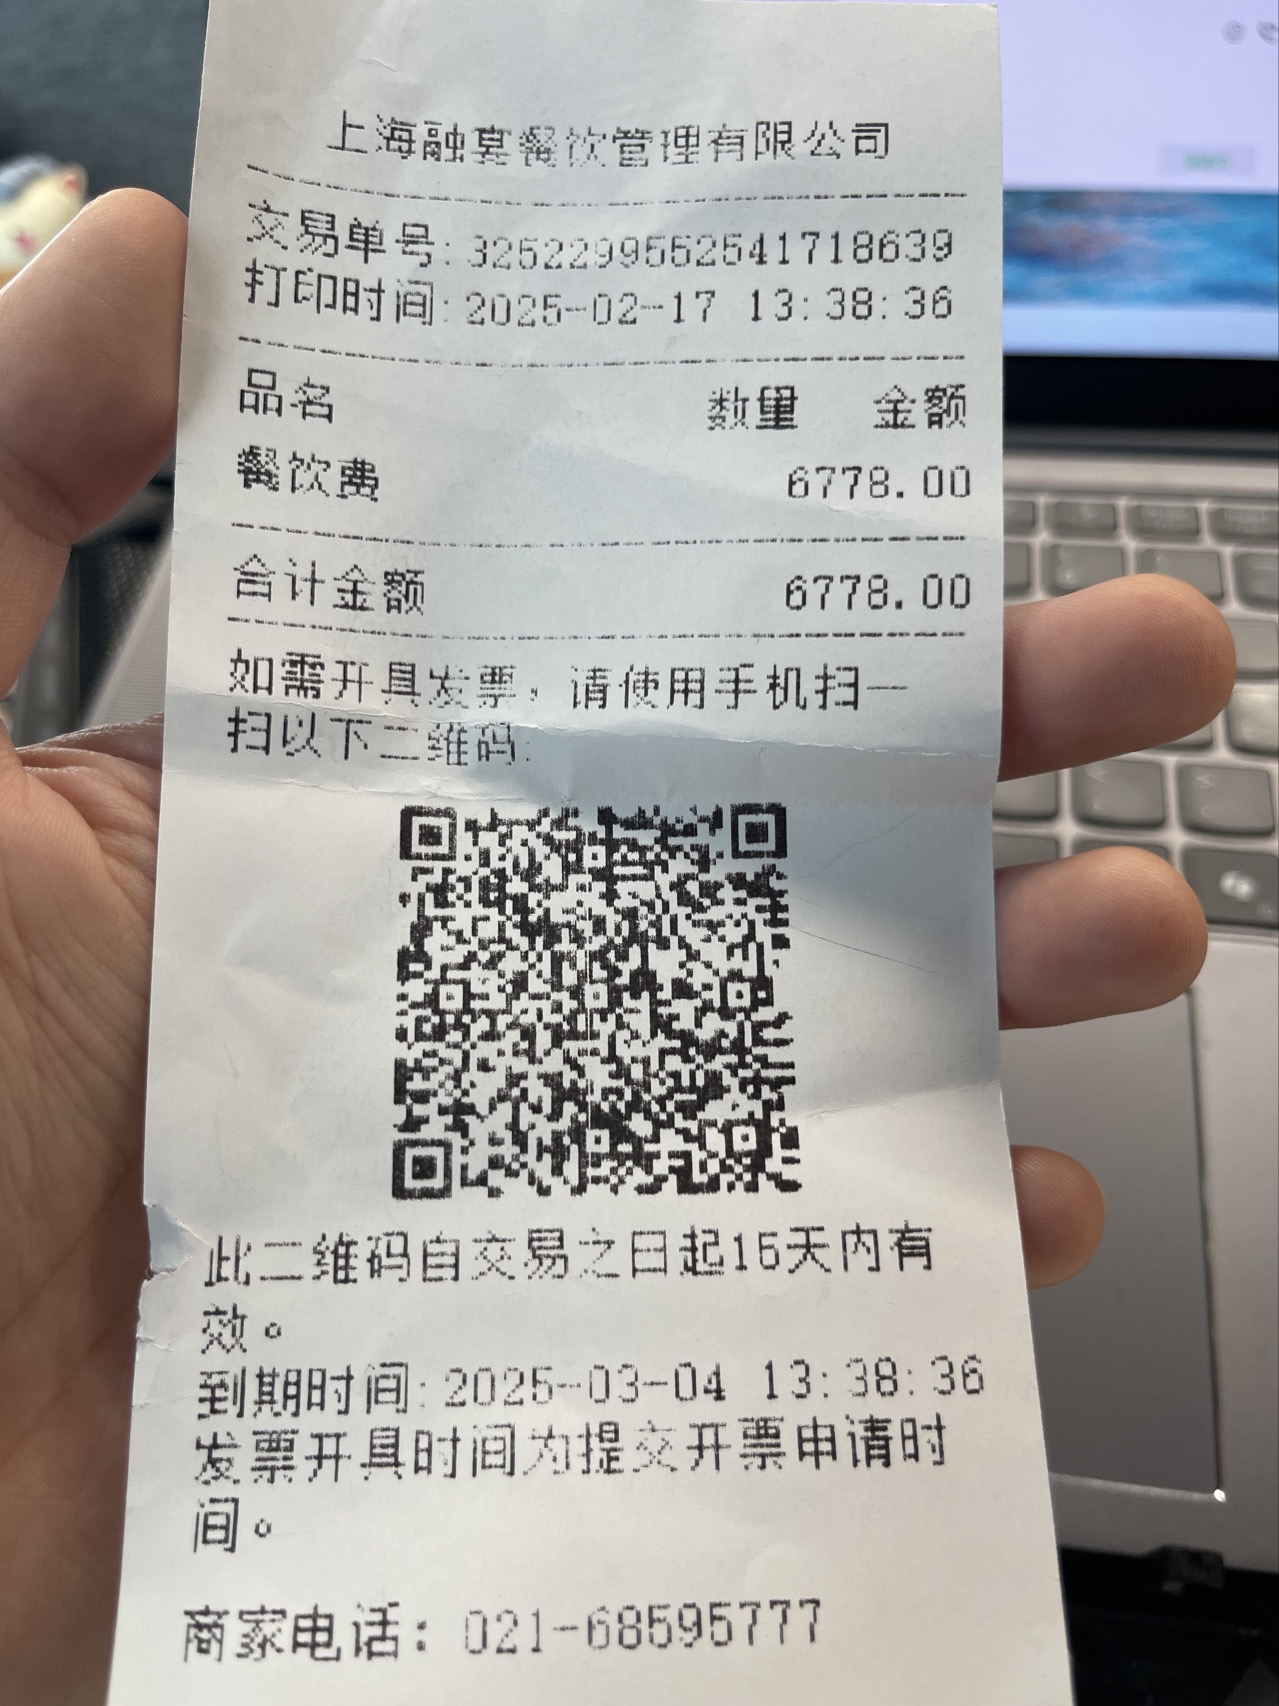 上海融宴餐饮管理有限公司
交易单号:3252299552541718639
打印时间:2025-02-17 13:38:36
品名 数量 金额
餐饮费 6778.00
合计金额 6778.00
如需开具发票，请使用手机扫一
扫以下二维码:
此二维码自交易之日起15天内有
效。
到期时间:2025-03-04 13:38:36
发票开具时间为提交开票申请时
间。
商家电话：021-68595777